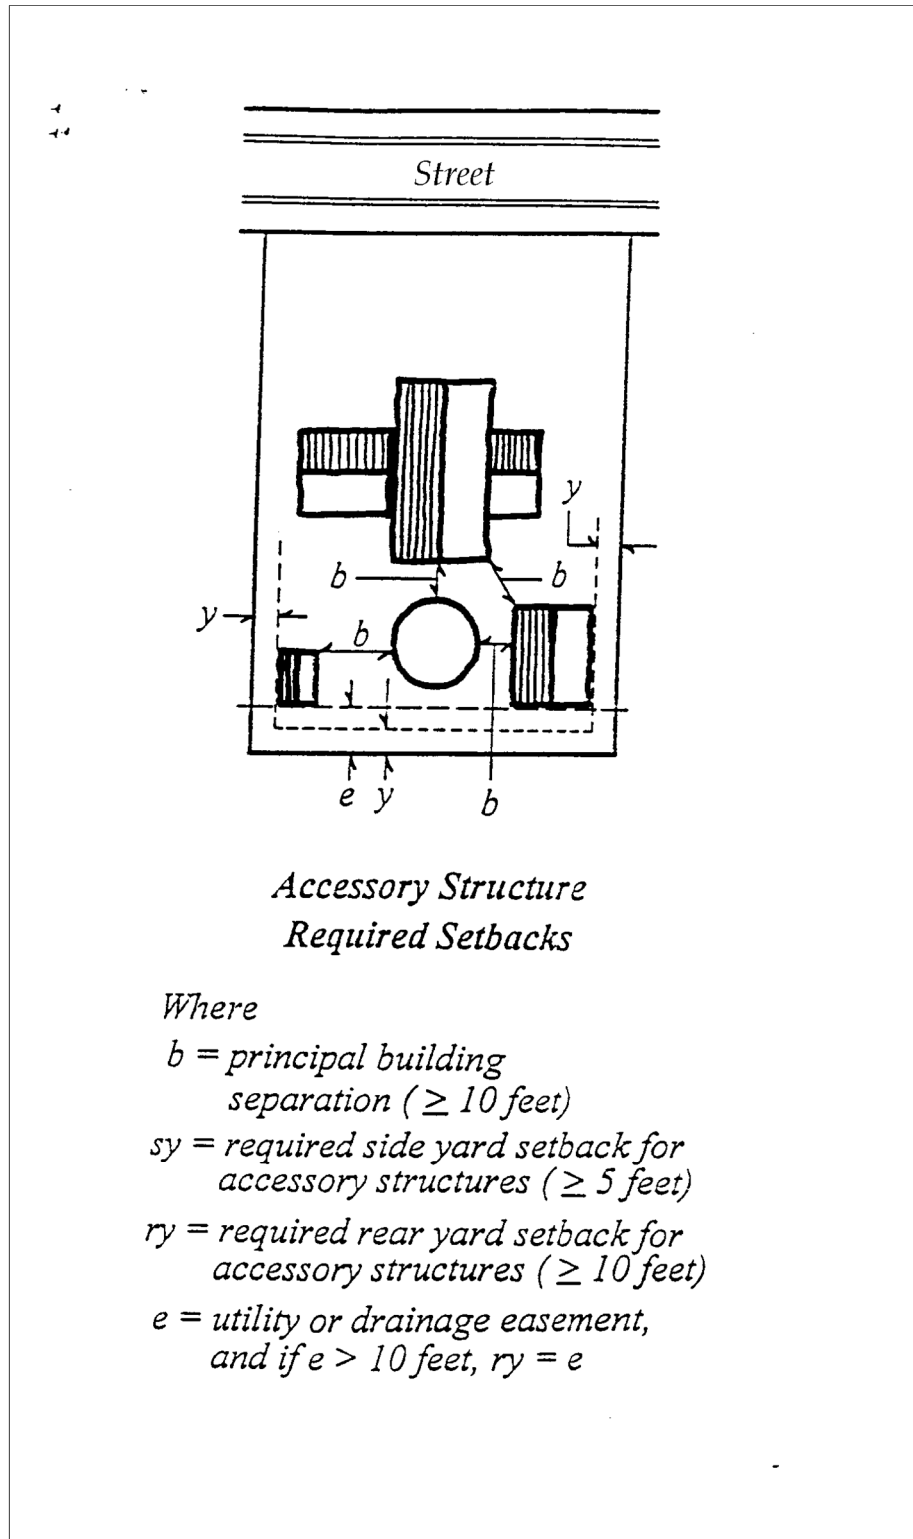 Street
y
b
b
y
b
e
y
b
Accessory Structure
Required Setbacks
Where
b = principal building
separation ( ≥ 10 feet)
sy = required side yard setback for
accessory structures ( ≥ 5 feet)
ry = required rear yard setback for
accessory structures ( ≥ 10 feet)
e = utility or drainage easement,
and if e > 10 feet, ry = e